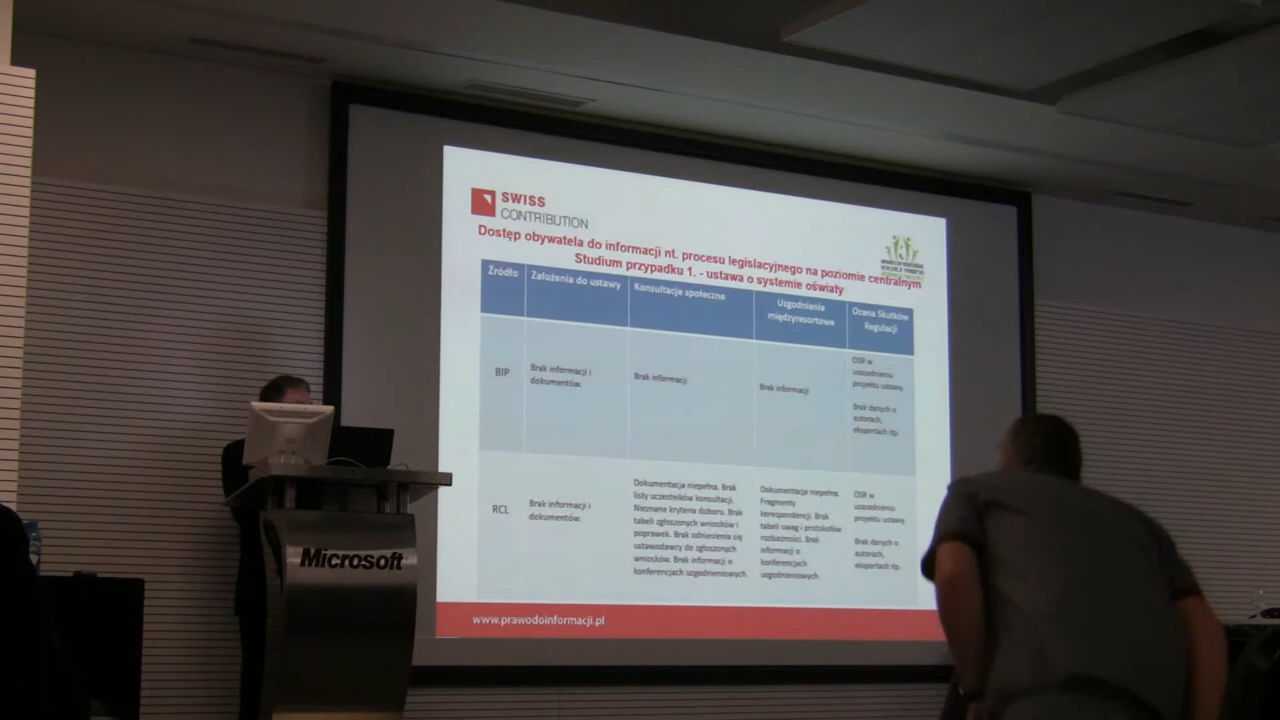 SWISS
CONTRIBUTION
Dostęp obywatela do informacji nt. procesu legislacyjnego na poziomie centralnym
Studium przypadku 1. - ustawa o systemie oświaty
Źródło
Założenia do ustawy
Konsultacje społeczne
Uzgodnienia
międzyresortowe
Ocena Skutków
Regulacji
BIP
Brak informacji i
dokumentów.
Brak informacji
Brak informacji
OSR w
uzasadnieniu
projektu ustawy.
Brak danych o
autorach,
ekspertach itp.
RCL
Brak informacji i
dokumentów.
Dokumentacja niepełna. Brak
listy uczestników konsultacji.
Nieznane kryteria doboru. Brak
tabeli zgłoszonych wniosków i
poprawek. Brak odniesienia się
ustawodawcy do zgłoszonych
wniosków. Brak informacji o
konferencjach uzgodnieniowych.
Dokumentacja niepełna.
Fragmenty
korespondencji. Brak
tabeli uwag i protokołów
rozbieżności. Brak
informacji o
konferencjach
uzgodnieniowych.
OSR w
uzasadnieniu
projektu ustawy.
Brak danych o
autorach,
ekspertach itp.
www.prawodoinformacji.pl
Microsoft